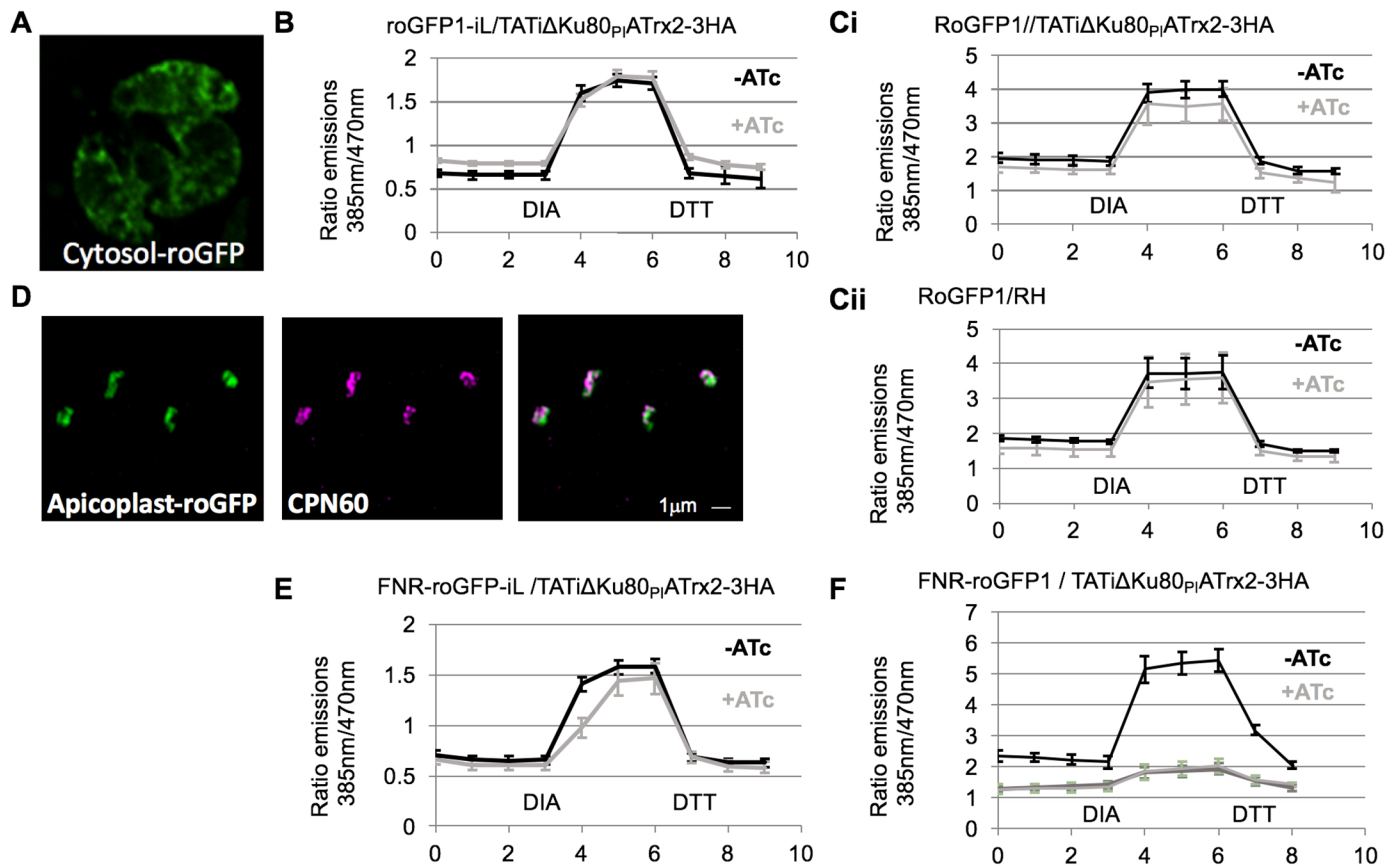 A
Cytosol-roGFP
B
roGFP1-iL/TATiΔKu80PIATrx2-3HA
Ratio emissions
385nm/470nm
2
1.5
1
0.5
0
-ATc
+ATc
DIA
DTT
0 2 4 6 8 10
Ci
RoGFP1//TATiΔKu80PIATrx2-3HA
Ratio emissions
385nm/470nm
5
4
3
2
1
0
-ATc
+ATc
DIA
DTT
0 2 4 6 8 10
D
Apicoplast-roGFP
CPN60
1μm
Cii
RoGFP1/RH
Ratio emissions
385nm/470nm
5
4
3
2
1
0
-ATc
+ATc
DIA
DTT
0 2 4 6 8 10
E
FNR-roGFP-iL /TATiΔKu80PIATrx2-3HA
Ratio emissions
385nm/470nm
2
1.5
1
0.5
0
-ATc
+ATc
DIA
DTT
0 2 4 6 8 10
F
FNR-roGFP1 / TATiΔKu80PIATrx2-3HA
Ratio emissions
385nm/470nm
7
6
5
4
3
2
1
0
-ATc
+ATc
DIA
DTT
0 2 4 6 8 10